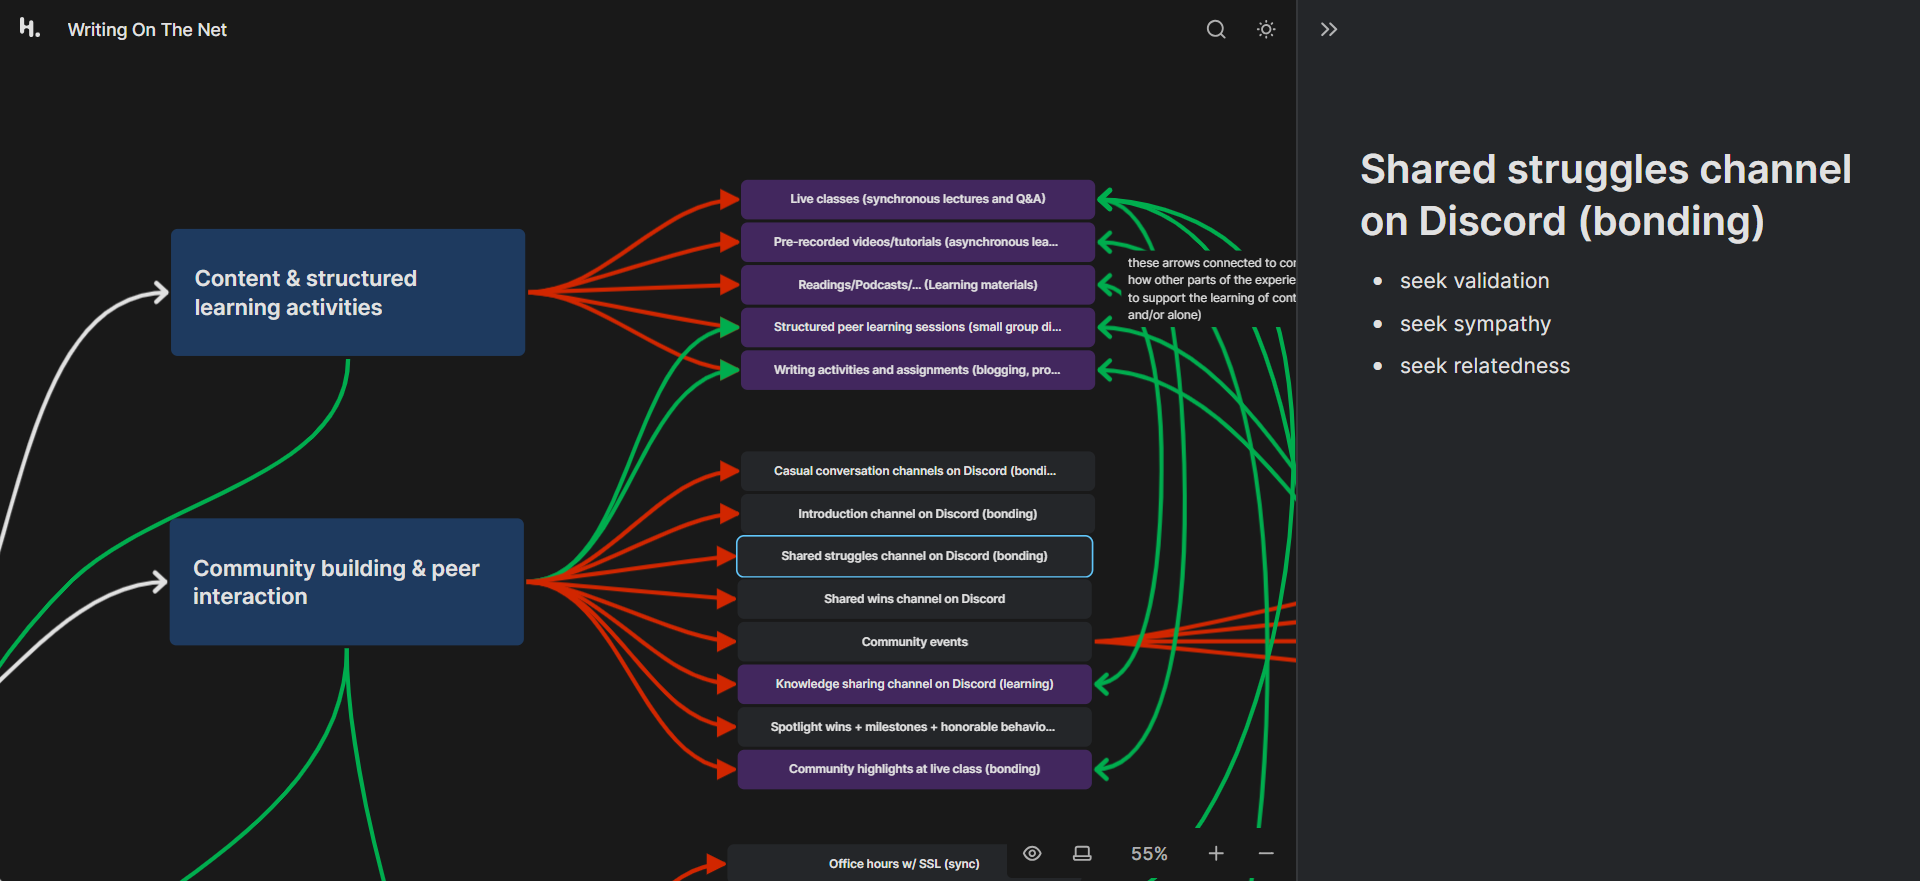 H.
Writing On The Net
Content & structured
learning activities
Live classes (synchronous lectures and Q&A)
Pre-recorded videos/tutorials (asynchronous lea...
Readings/Podcasts/... (Learning materials)
Structured peer learning sessions (small group di...
Writing activities and assignments (blogging, pro...
these arrows connected to con
how other parts of the experie
to support the learning of cont
and/or alone)
Community building & peer
interaction
Casual conversation channels on Discord (bondi...
Introduction channel on Discord (bonding)
Shared struggles channel on Discord (bonding)
Shared wins channel on Discord
Community events
Knowledge sharing channel on Discord (learning)
Spotlight wins + milestones + honorable behavio...
Community highlights at live class (bonding)
Office hours w/ SSL (sync)
55%
Shared struggles channel
on Discord (bonding)
seek validation
seek sympathy
seek relatedness